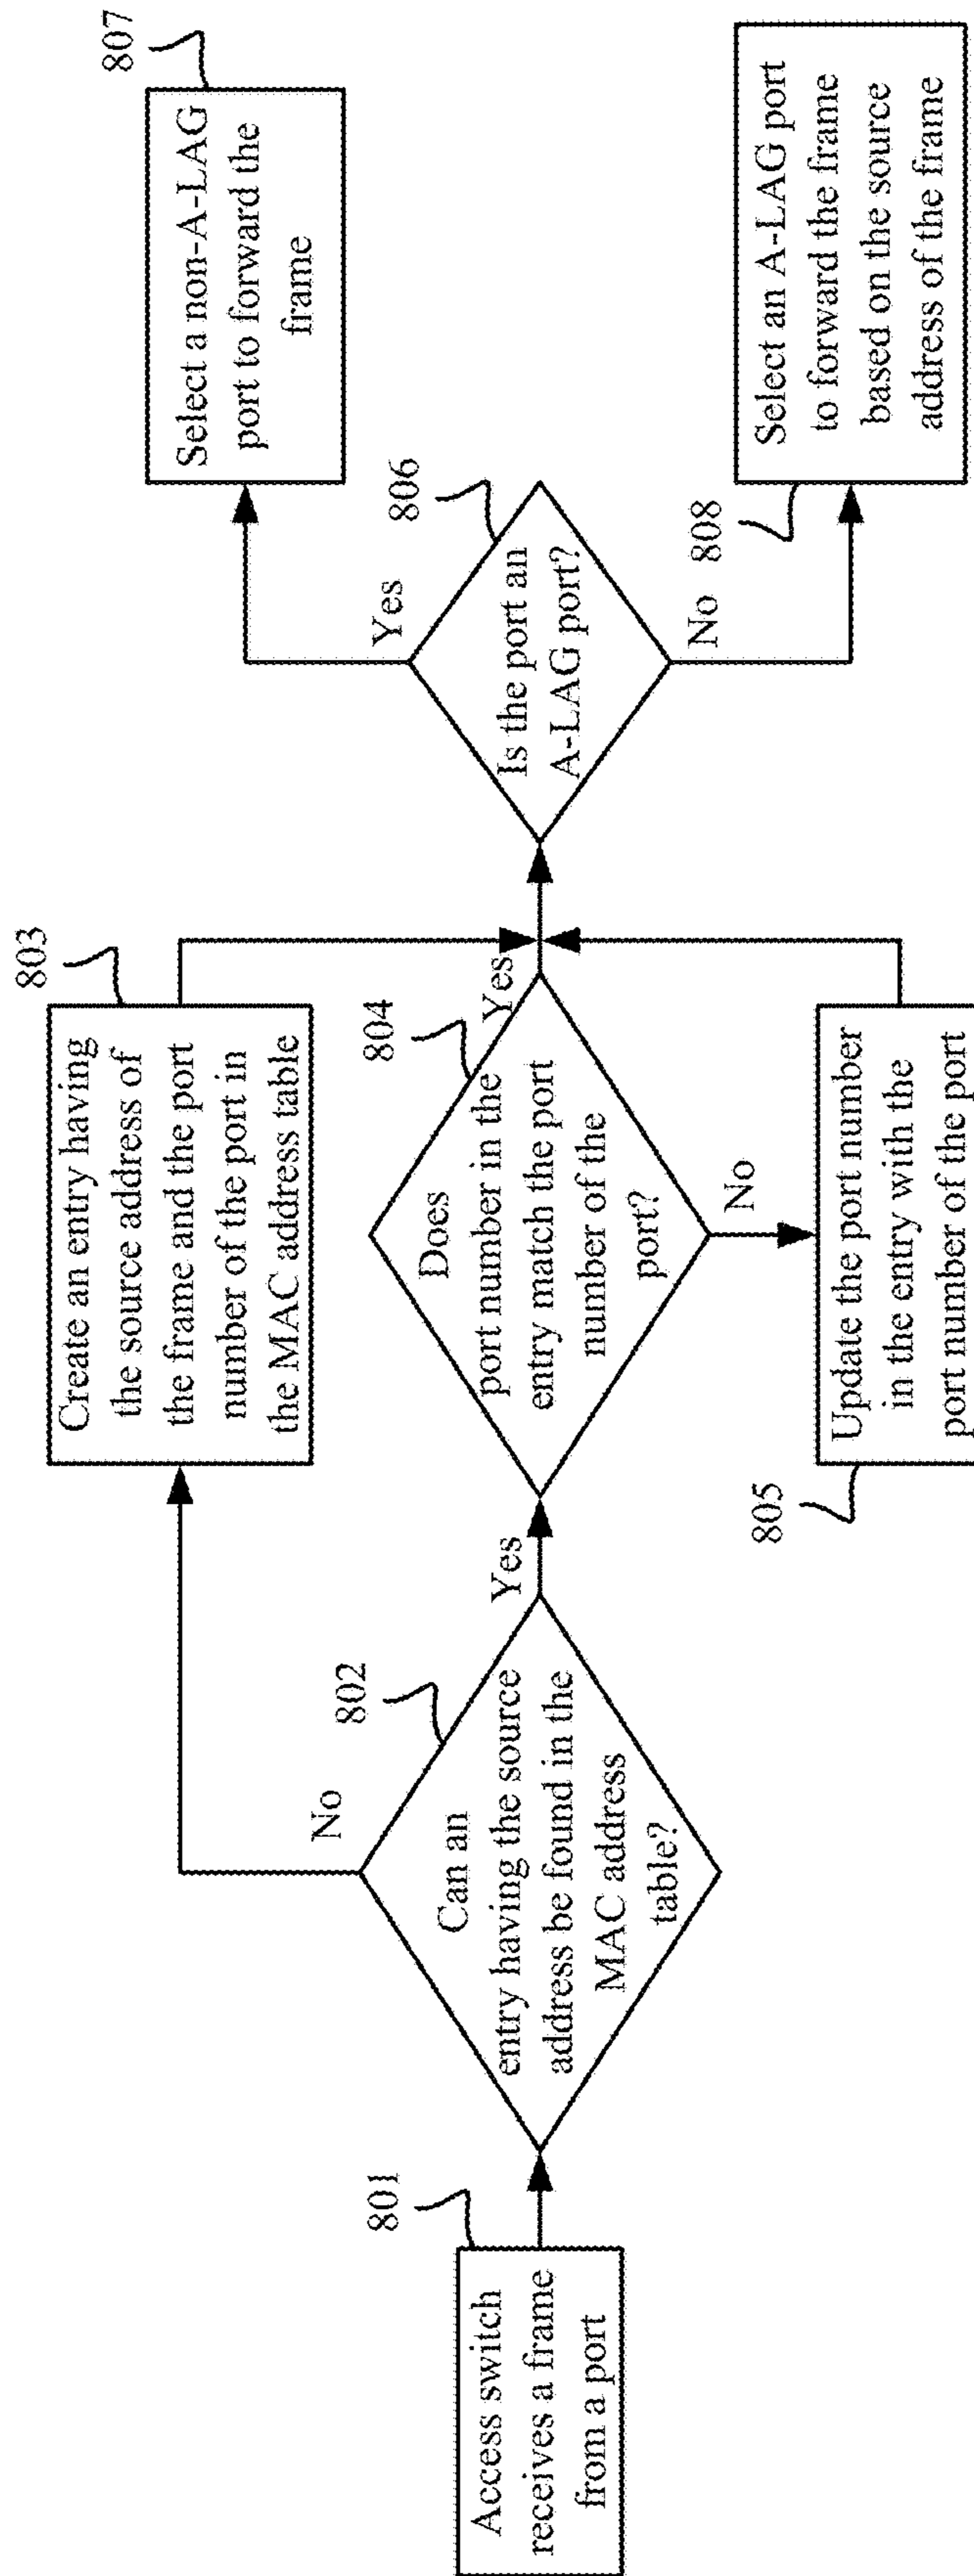 801
Access switch
receives a frame
from a port
802
Can an
entry having the source
address be found in the
MAC address
table?
No
Yes
803
Create an entry having
the source address of
the frame and the port
number of the port in
the MAC address table
804
Does
port number in the
entry match the port
number of the
port?
Yes
No
805
Update the port number
in the entry with the
port number of the port
806
Is the port an
A-LAG port?
Yes
No
807
Select a non-A-LAG
port to forward the
frame
808
Select an A-LAG port
to forward the frame
based on the source
address of the frame